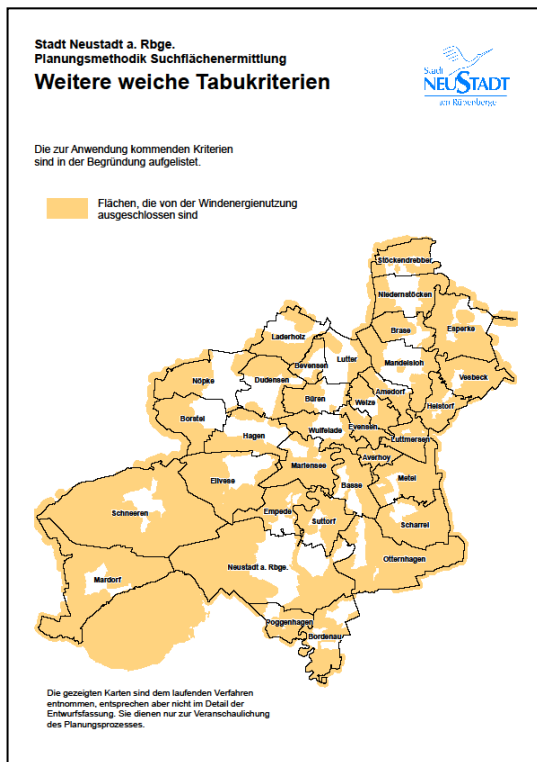 Stadt Neustadt a. Rbge.
Planungsmethodik Suchflächenermittlung
Weitere weiche Tabukriterien
Stadt
NEUSTADT
am Rübenberge
Die zur Anwendung kommenden Kriterien
sind in der Begründung aufgelistet.
Flächen, die von der Windenergienutzung
ausgeschlossen sind
Stöckendrebber
Niedernstöcken
Brase
Esperke
Laderholz
Lutter
Bevensen
Mandelsloh
Vesbeck
Nöpke
Dudensen
Amedorf
Büren
Welze
Helstorf
Borstel
Evensen
Wulfelade
Hagen
Zuttmersen
Averhoy
Mariensee
Metel
Basse
Eilvese
Empede
Schneeren
Suttorf
Scharrel
Otternhagen
Neustadt a. Rbge.
Mardorf
Poggenhagen
Bordenau
Die gezeigten Karten sind dem laufenden Verfahren
entnommen, entsprechen aber nicht im Detail der
Entwurfsfassung. Sie dienen nur zur Veranschaulichung
des Planungsprozesses.